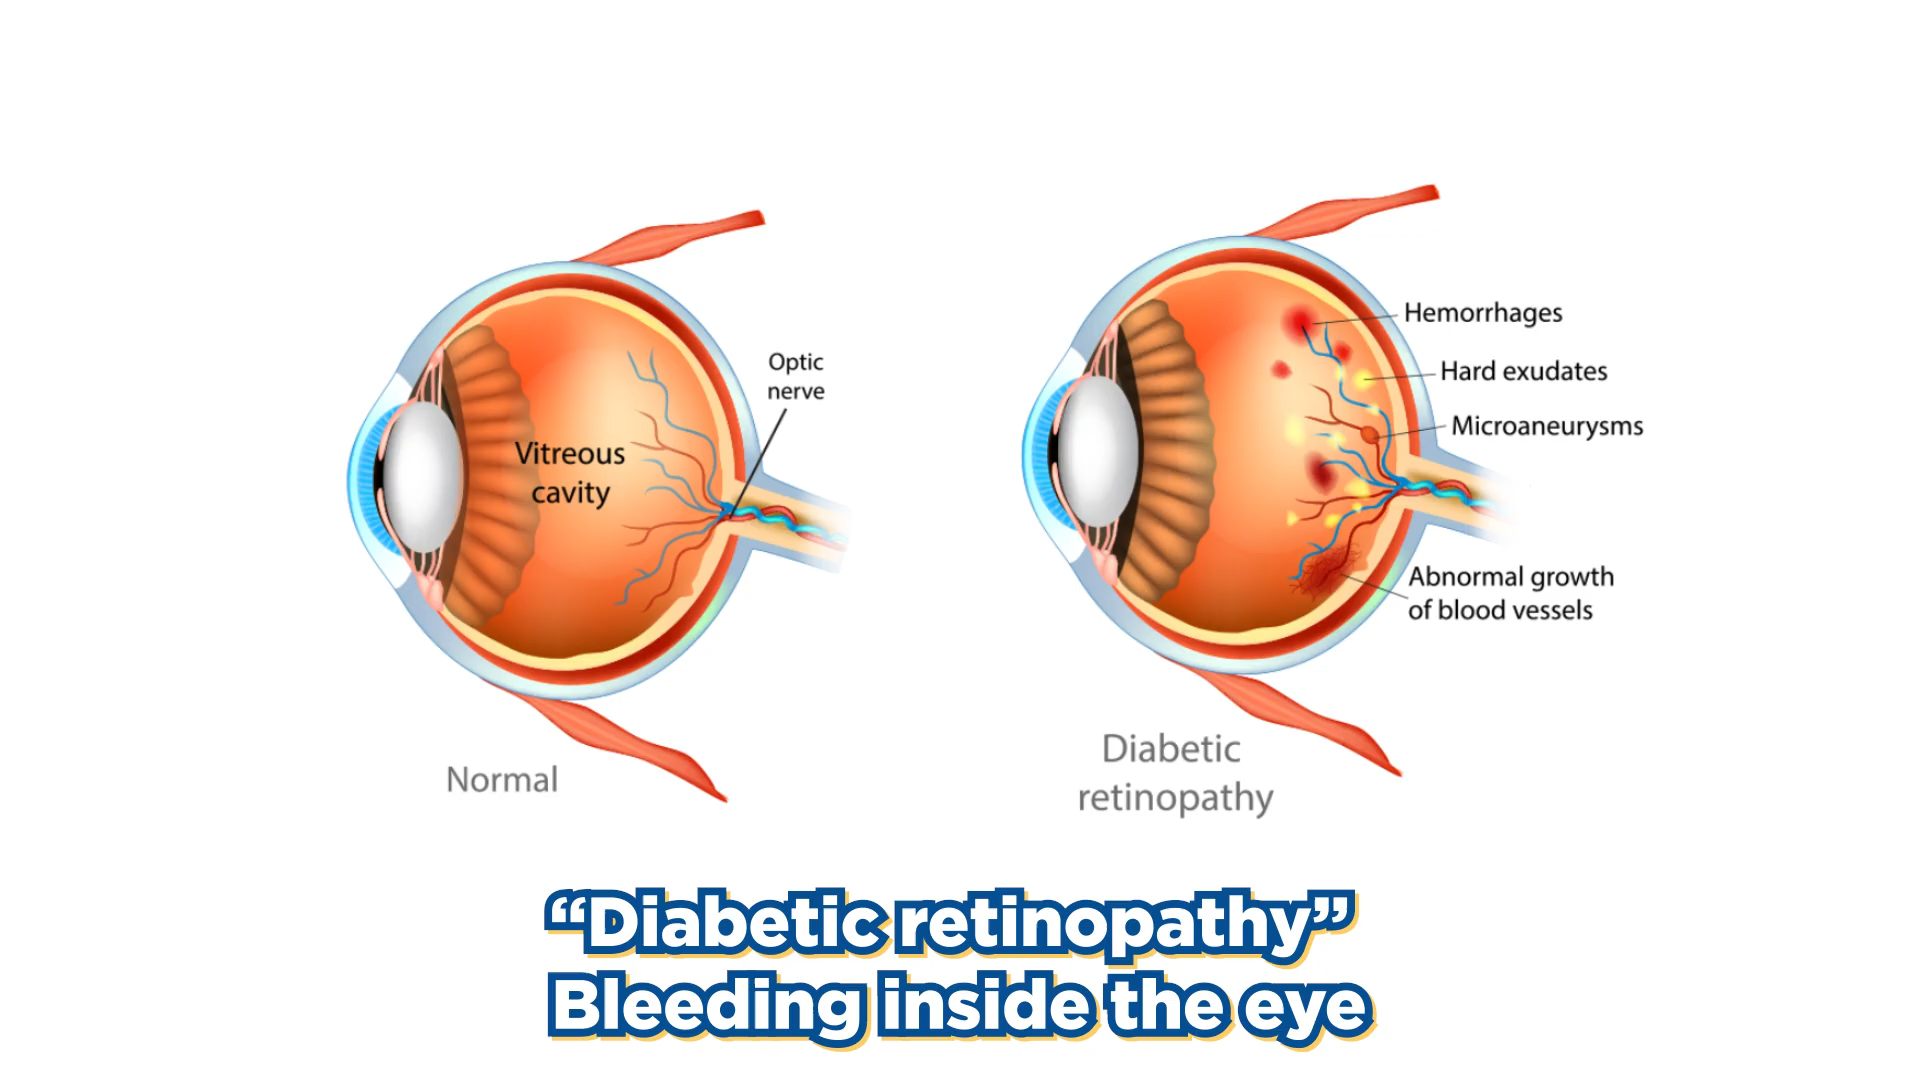 Optic
nerve
Vitreous
cavity
Normal
Hemorrhages
Hard exudates
Microaneurysms
Abnormal growth
of blood vessels
Diabetic
retinopathy
“Diabetic retinopathy”
Bleeding inside the eye